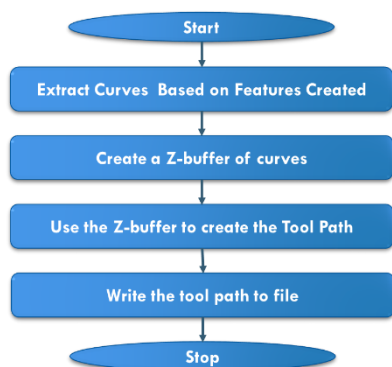 Start
Extract Curves Based on Features Created
Create a Z-buffer of curves
Use the Z-buffer to create the Tool Path
Write the tool path to file
Stop